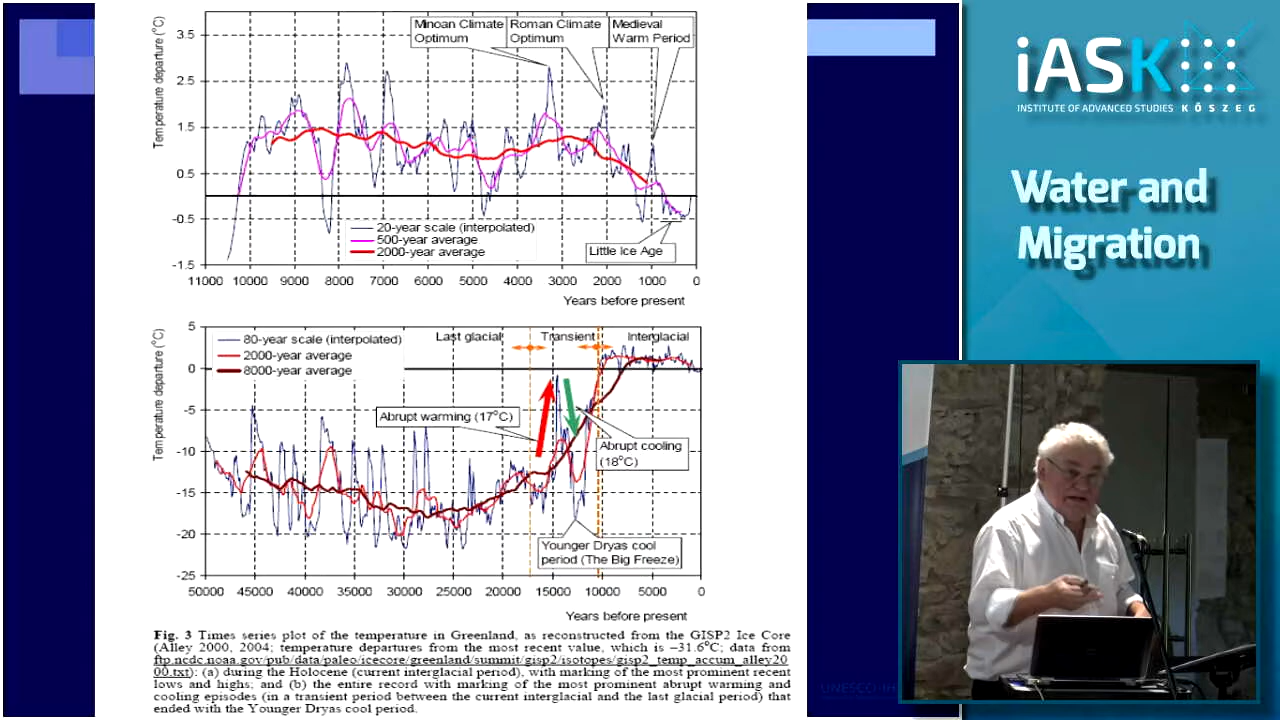 Temperature departure (°C)
3.5
2.5
1.5
0.5
-0.5
-1.5
Minoan Climate
Optimum
Roman Climate
Optimum
Medieval
Warm Period
20-year scale (interpolated)
500-year average
2000-year average
Little Ice Age
11000 10000 9000 8000 7000 6000 5000 4000 3000 2000 1000 0
Years before present
Temperature departure (°C)
5
0
-5
-10
-15
-20
-25
80-year scale (interpolated)
2000-year average
8000-year average
Last glacial
Transient
Interglacial
Abrupt warming (17°C)
Abrupt cooling
(18°C)
Younger Dryas cool
period (The Big Freeze)
50000 45000 40000 35000 30000 25000 20000 15000 10000 5000 0
Years before present
Fig. 3 Times series plot of the temperature in Greenland, as reconstructed from the GISP2 Ice Core
(Alley 2000, 2004; temperature departures from the most recent value, which is −31.6°C; data from
ftp.ncdc.noaa.gov/pub/data/paleo/icecore/greenland/summit/gisp2/isotopes/gisp2_temp_accum_alley20
00.txt): (a) during the Holocene (current interglacial period), with marking of the most prominent recent
lows and highs; and (b) the entire record with marking of the most prominent abrupt warming and
cooling episodes (in a transient period between the current interglacial and the last glacial period) that
ended with the Younger Dryas cool period.
iASK
INSTITUTE OF ADVANCED STUDIES KŐSZEG
Water and
Migration